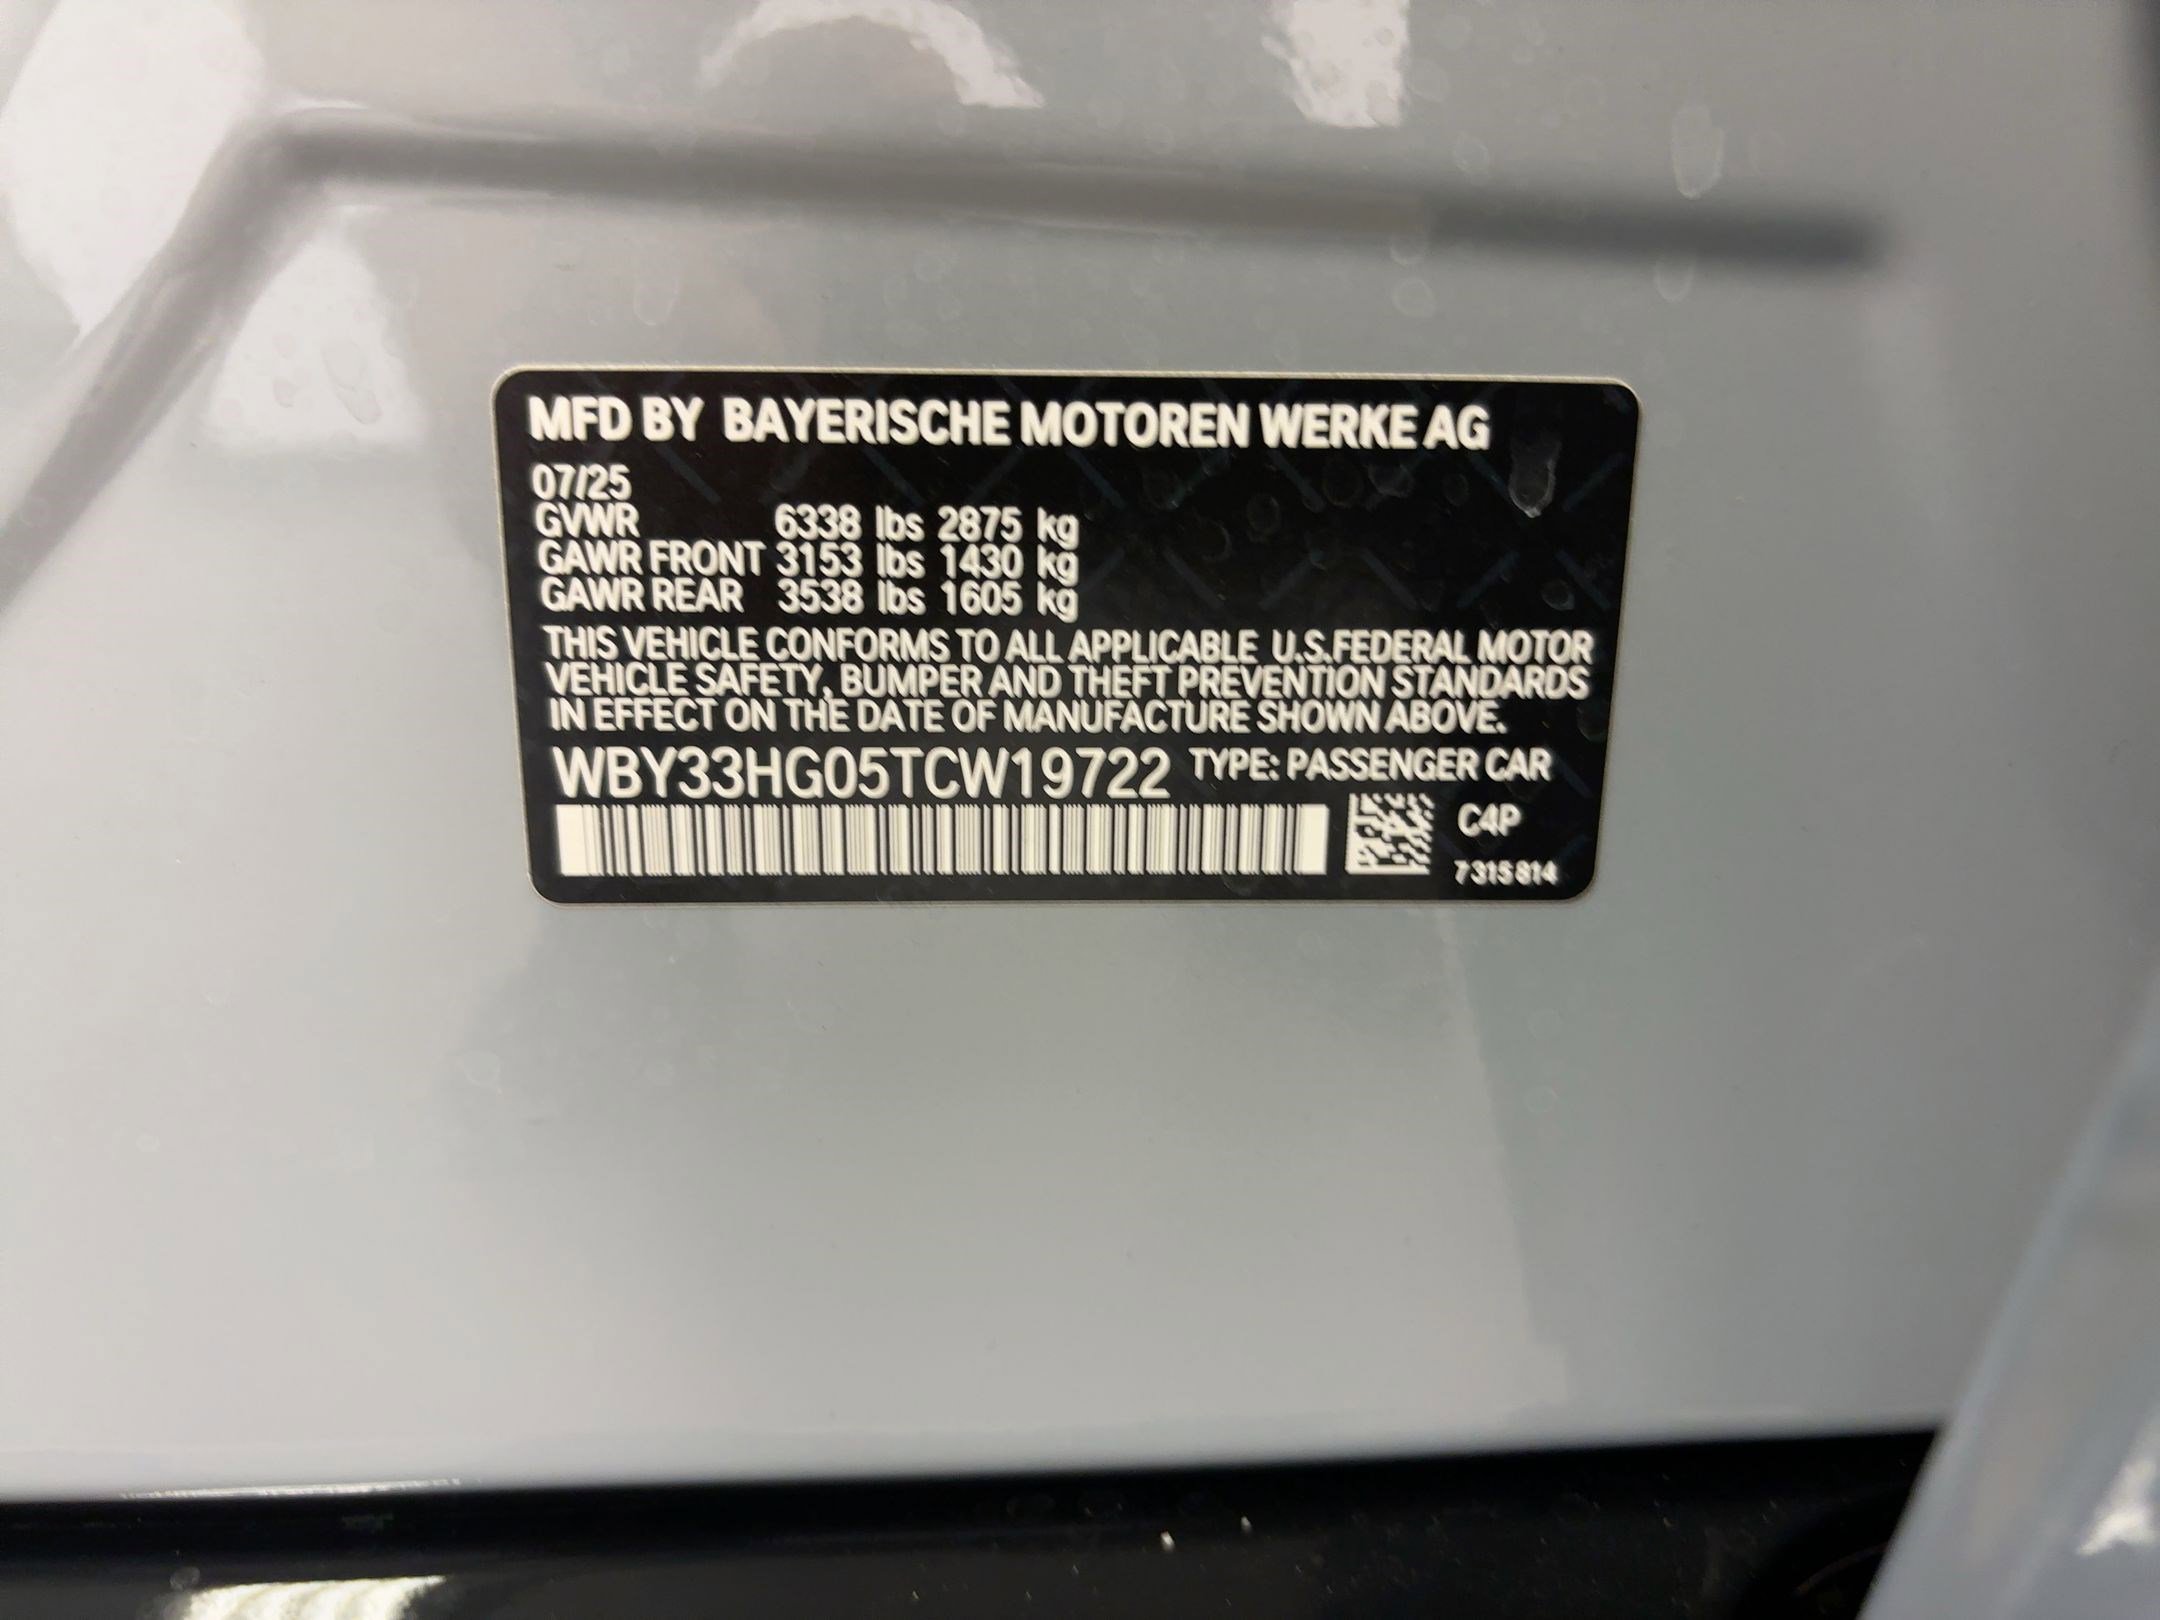 MFD BY BAYERISCHE MOTOREN WERKE AG
07/25
GVWR 6338 lbs 2875 kg
GAWR FRONT 3153 lbs 1430 kg
GAWR REAR 3538 lbs 1605 kg
THIS VEHICLE CONFORMS TO ALL APPLICABLE U.S.FEDERAL MOTOR
VEHICLE SAFETY, BUMPER AND THEFT PREVENTION STANDARDS
IN EFFECT ON THE DATE OF MANUFACTURE SHOWN ABOVE.
WBY33HG05TCW19722 TYPE: PASSENGER CAR
C4P
7315814